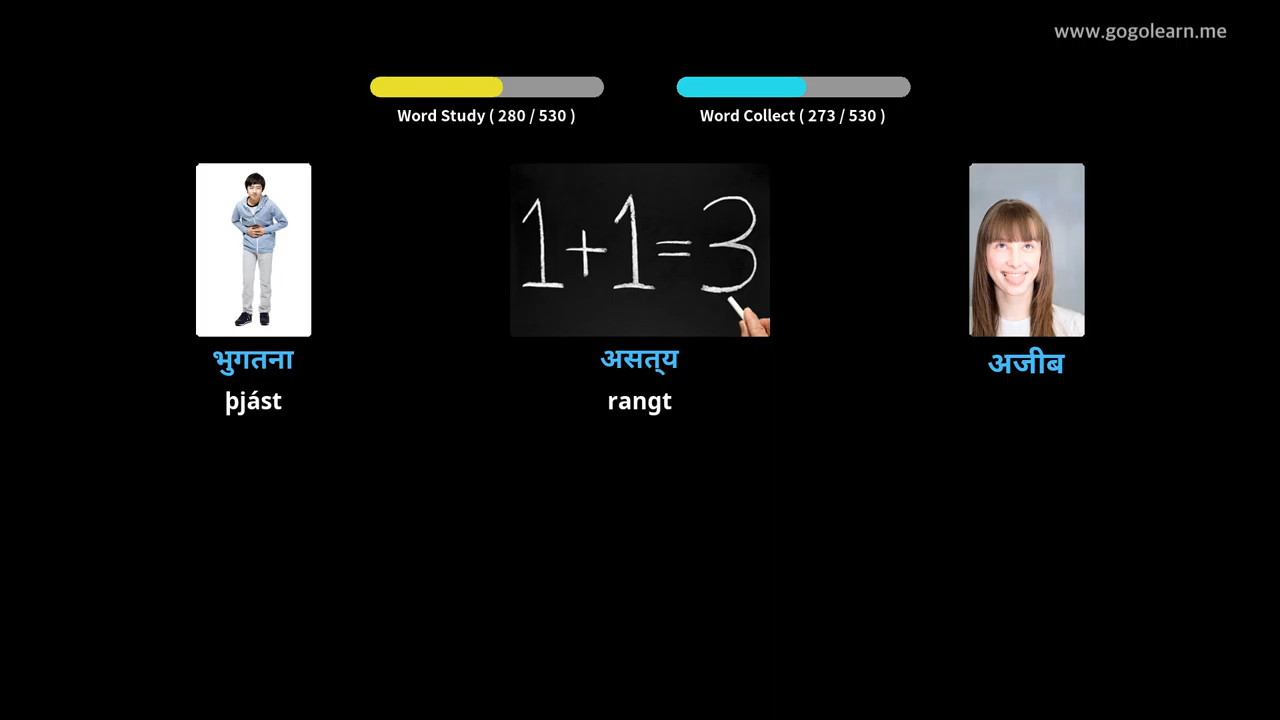 www.gogolearn.me
Word Study ( 280 / 530 )
Word Collect ( 273 / 530 )
1+1=3
भुगतना
असत्य
अजीब
þjást
rangt